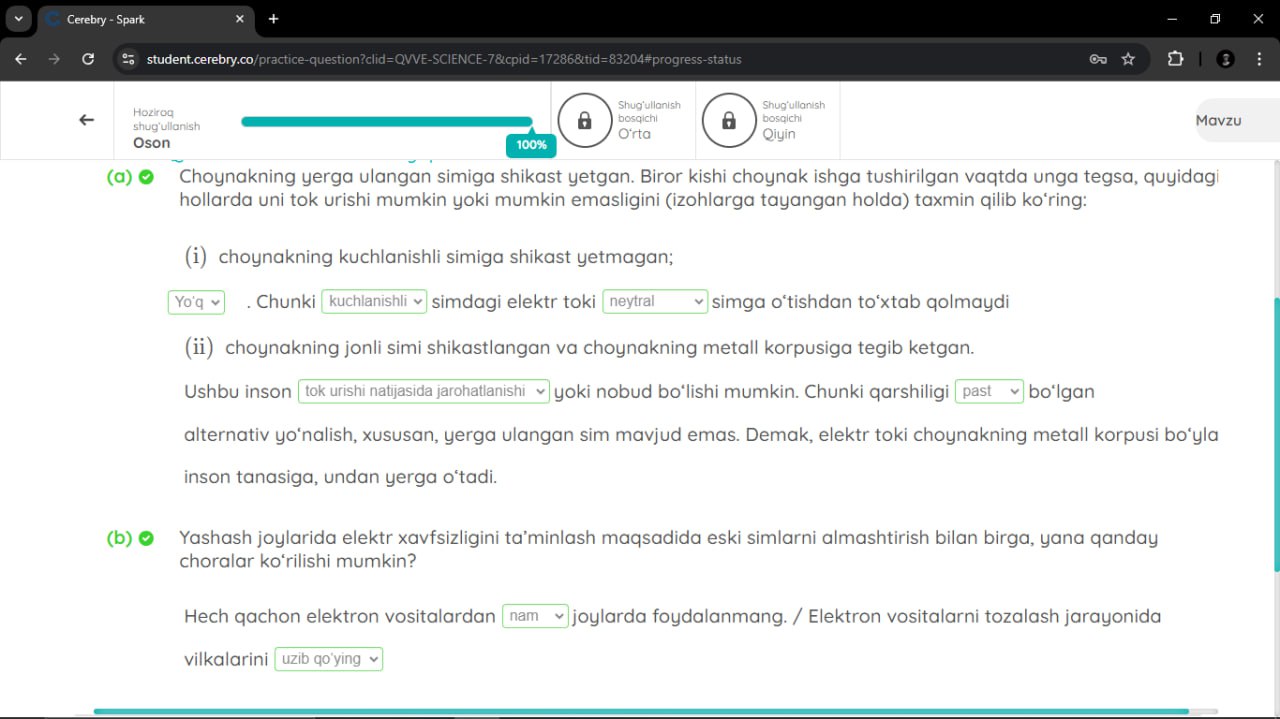 Cerebry - Spark
student.cerebry.co/practice-question?clid=QVVE-SCIENCE-7&cpid=17286&tid=83204#progress-status
Hoziroq
shug‘ullanish
Oson
100%
Shug‘ullanish
bosqichi
O‘rta
Shug‘ullanish
bosqichi
Qiyin
Mavzu
(a) Choynakning yerga ulangan simiga shikast yetgan. Biror kishi choynak ishga tushirilgan vaqtda unga tegsa, quyidagi
hollarda uni tok urishi mumkin yoki mumkin emasligini (izohlarga tayangan holda) taxmin qilib ko‘ring:
(i) choynakning kuchlanishli simiga shikast yetmagan;
Yo‘q . Chunki kuchlanishli simdagi elektr toki neytral simga o‘tishdan to‘xtab qolmaydi
(ii) choynakning jonli simi shikastlangan va choynakning metall korpusiga tegib ketgan.
Ushbu inson tok urishi natijasida jarohatlanishi yoki nobud bo‘lishi mumkin. Chunki qarshiligi past bo‘lgan
alternativ yo‘nalish, xususan, yerga ulangan sim mavjud emas. Demak, elektr toki choynakning metall korpusi bo‘yla
inson tanasiga, undan yerga o‘tadi.
(b) Yashash joylarida elektr xavfsizligini ta’minlash maqsadida eski simlarni almashtirish bilan birga, yana qanday
choralar ko‘rilishi mumkin?
Hech qachon elektron vositalardan nam joylarda foydalanmang. / Elektron vositalarni tozalash jarayonida
vilkalarini uzib qo‘ying